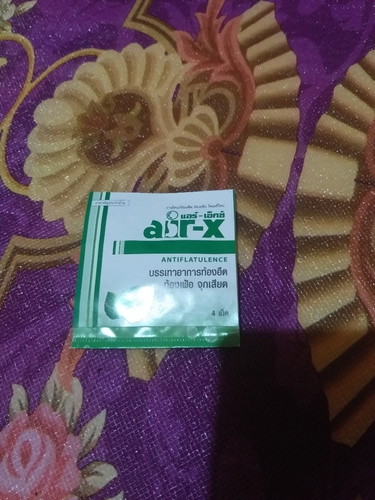 แอร์-เอ็กซ์
air-x
ANTIFLATULENCE
บรรเทาอาการท้องอืด
ท้องเฟ้อ จุกเสียด
4 เม็ด